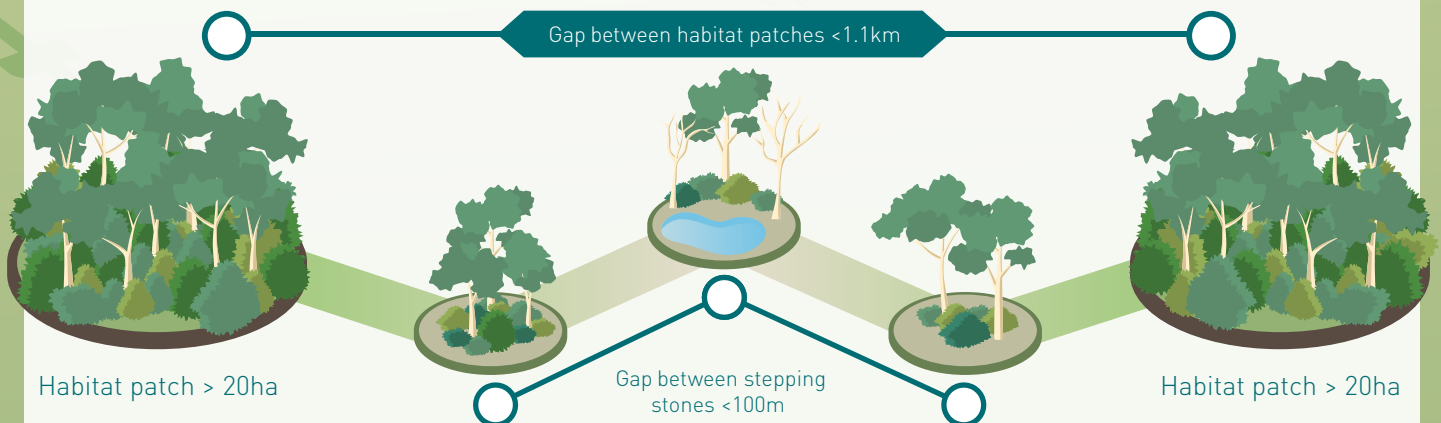 Gap between habitat patches <1.1km
Habitat patch > 20ha
Gap between stepping
stones <100m
Habitat patch > 20ha